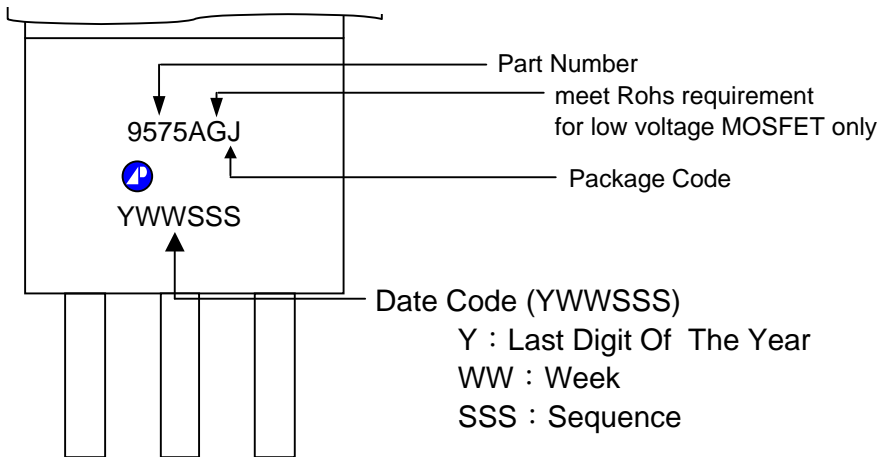 Part Number
meet Rohs requirement
for low voltage MOSFET only
9575AGJ
Package Code
YWWSSS
Date Code (YWWSSS)
Y：Last Digit Of The Year
WW：Week
SSS：Sequence